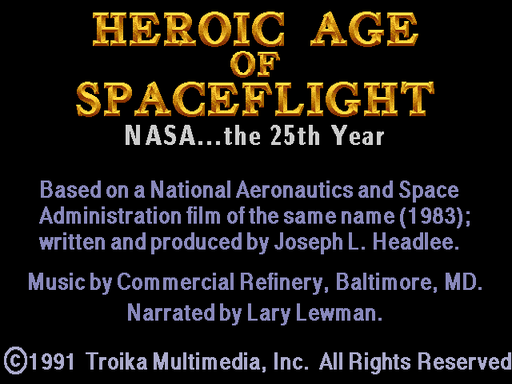 HEROIC AGE
OF
SPACEFLIGHT
NASA...the 25th Year
Based on a National Aeronautics and Space
Administration film of the same name (1983);
written and produced by Joseph L. Headlee.
Music by Commercial Refinery, Baltimore, MD.
Narrated by Lary Lewman.
©1991 Troika Multimedia, Inc. All Rights Reserved